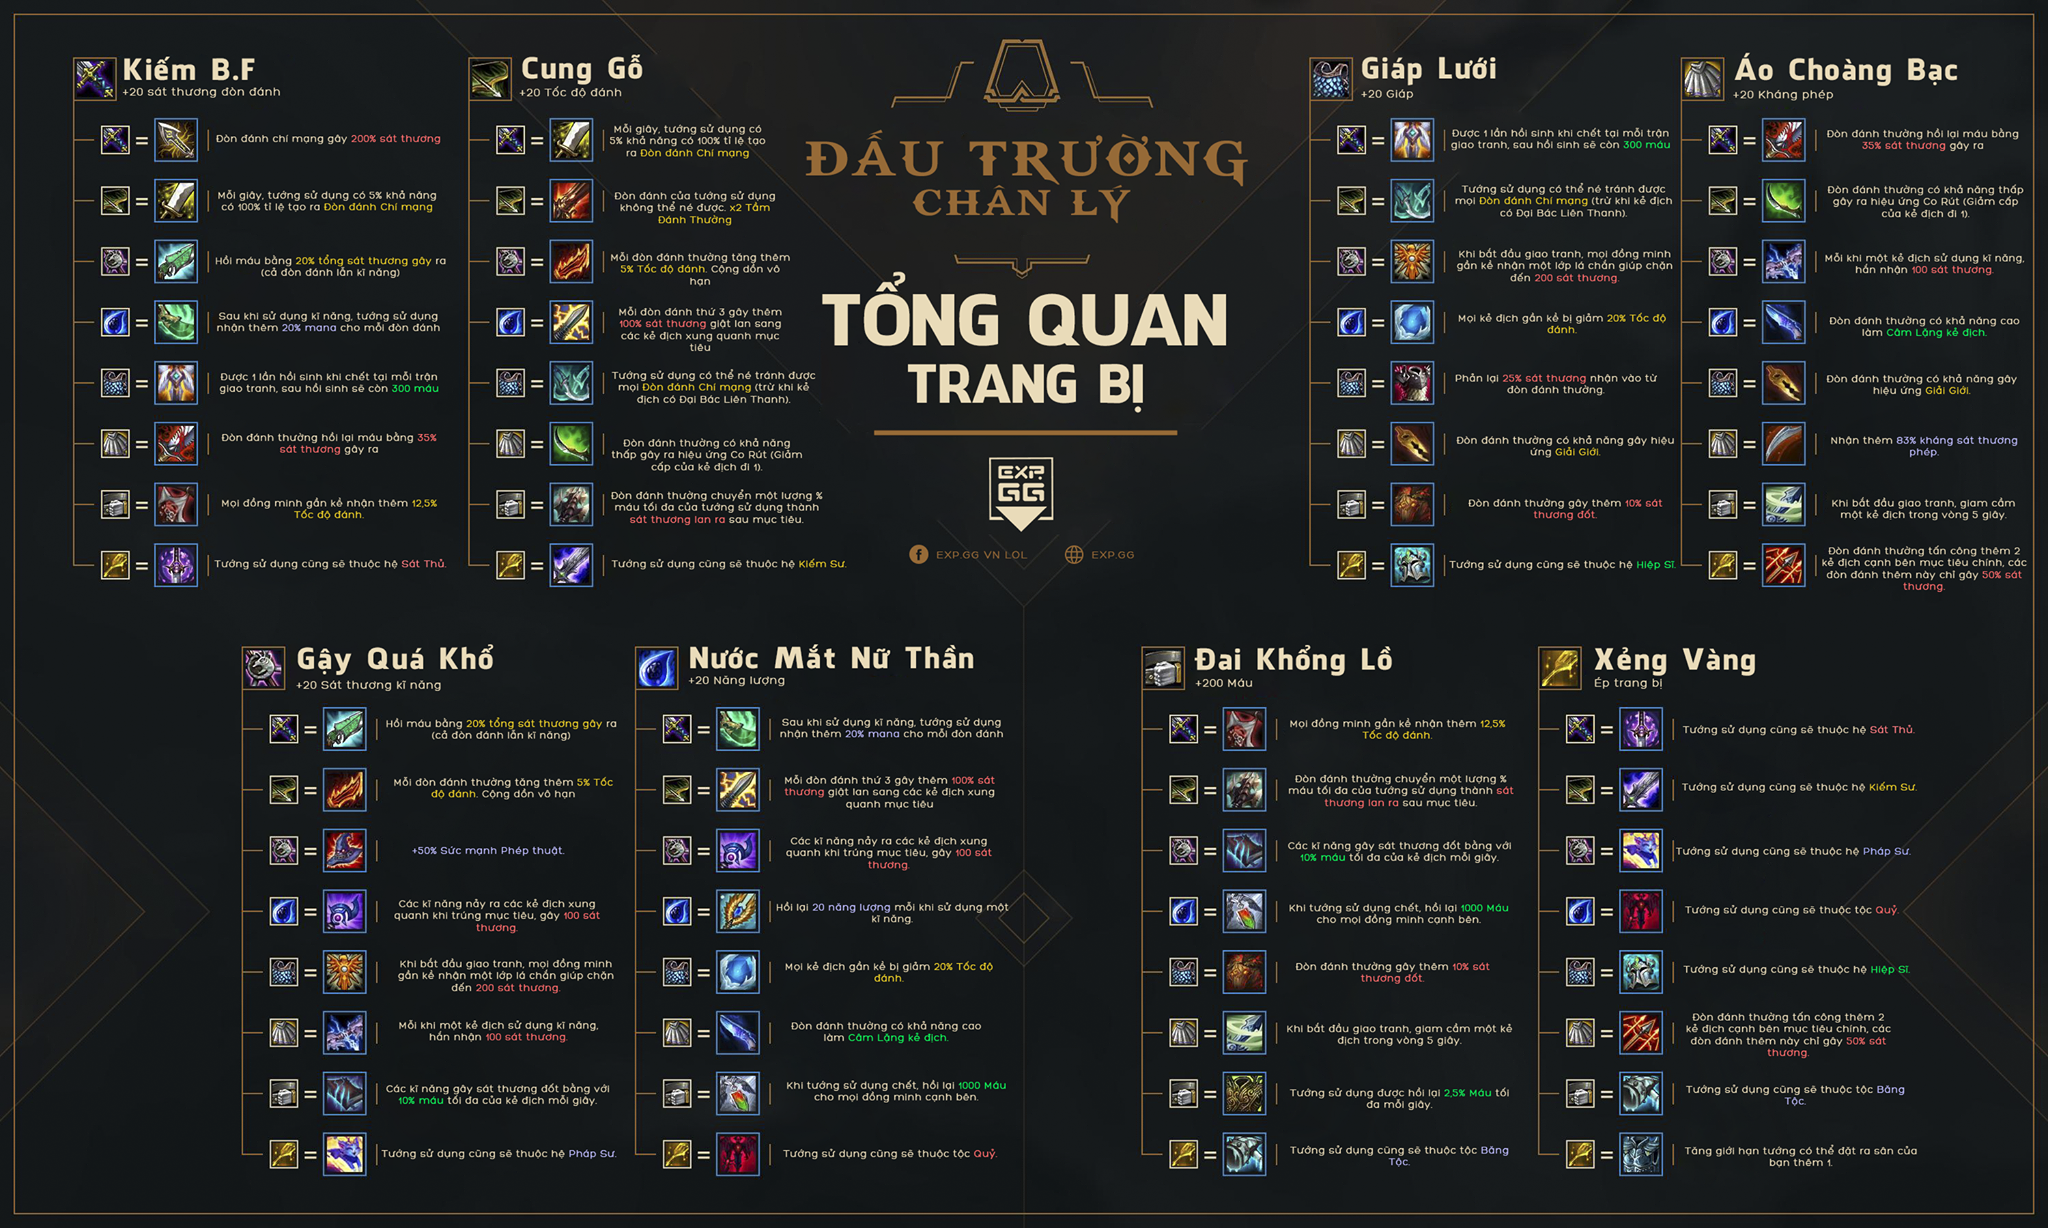 Kiếm B.F
+20 sát thương đòn đánh
Đòn đánh chí mạng gây 200% sát thương
Mỗi giây, tướng sử dụng có 5% khả năng
có 100% tỉ lệ tạo ra Đòn đánh Chí mạng
Hồi máu bằng 20% tổng sát thương gây ra
(cả đòn đánh lẫn kĩ năng)
Sau khi sử dụng kĩ năng, tướng sử dụng
nhận thêm 20% mana cho mỗi đòn đánh
Được 1 lần hồi sinh khi chết tại mỗi trận
giao tranh, sau hồi sinh sẽ còn 300 máu
Đòn đánh thường hồi lại máu bằng 35%
sát thương gây ra
Mọi đồng minh gần kề nhận thêm 12,5%
Tốc độ đánh.
Tướng sử dụng cũng sẽ thuộc hệ Sát Thủ.
Cung Gỗ
+20 Tốc độ đánh
Mỗi giây, tướng sử dụng có
5% khả năng có 100% tỉ lệ tạo
ra Đòn đánh Chí mạng
Đòn đánh của tướng sử dụng
không thể né được. x2 Tầm
Đánh Thường
Mỗi đòn đánh thường tăng thêm
5% Tốc độ đánh. Cộng dồn vô
hạn
Mỗi đòn đánh thứ 3 gây thêm
100% sát thương giật lan sang
các kẻ địch xung quanh mục
tiêu
Tướng sử dụng có thể né tránh được
mọi Đòn đánh Chí mạng (trừ khi kẻ
địch có Đại Bác Liên Thanh).
Đòn đánh thường có khả năng
thấp gây ra hiệu ứng Co Rút (Giảm
cấp của kẻ địch đi 1).
Đòn đánh thường chuyển một lượng %
máu tối đa của tướng sử dụng thành
sát thương lan ra sau mục tiêu.
Tướng sử dụng cũng sẽ thuộc hệ Kiếm Sư.
ĐẤU TRƯỜNG
CHÂN LÝ
TỔNG QUAN
TRANG BỊ
EXP.
GG
EXP.GG VN LOL
EXP.GG
Giáp Lưới
+20 Giáp
Được 1 lần hồi sinh khi chết tại mỗi trận
giao tranh, sau hồi sinh sẽ còn 300 máu
Tướng sử dụng có thể né tránh được
mọi Đòn đánh Chí mạng (trừ khi kẻ địch
có Đại Bác Liên Thanh).
Khi bắt đầu giao tranh, mọi đồng minh
gần kề nhận một lớp lá chắn giúp chặn
đến 200 sát thương.
Mọi kẻ địch gần kề bị giảm 20% Tốc độ
đánh.
Phản lại 25% sát thương nhận vào từ
đòn đánh thường.
Đòn đánh thường có khả năng gây hiệu
ứng Giải Giới.
Đòn đánh thường gây thêm 10% sát
thương đốt.
Tướng sử dụng cũng sẽ thuộc hệ Hiệp Sĩ.
Áo Choàng Bạc
+20 Kháng phép
Đòn đánh thường hồi lại máu bằng
35% sát thương gây ra
Đòn đánh thường có khả năng thấp
gây ra hiệu ứng Co Rút (Giảm cấp
của kẻ địch đi 1).
Mỗi khi một kẻ địch sử dụng kĩ năng,
hắn nhận 100 sát thương.
Đòn đánh thường có khả năng cao
làm Câm Lặng kẻ địch.
Đòn đánh thường có khả năng gây
hiệu ứng Giải Giới.
Nhận thêm 83% kháng sát thương
phép.
Khi bắt đầu giao tranh, giam cầm
một kẻ địch trong vòng 5 giây.
Đòn đánh thường tấn công thêm 2
kẻ địch cạnh bên mục tiêu chính, các
đòn đánh thêm này chỉ gây 50% sát
thương.
Gậy Quá Khổ
+20 Sát thương kĩ năng
Hồi máu bằng 20% tổng sát thương gây ra
(cả đòn đánh lẫn kĩ năng)
Mỗi đòn đánh thường tăng thêm 5% Tốc
độ đánh. Cộng dồn vô hạn
+50% Sức mạnh Phép thuật.
Các kĩ năng nảy ra các kẻ địch xung
quanh khi trúng mục tiêu, gây 100 sát
thương.
Khi bắt đầu giao tranh, mọi đồng minh
gần kề nhận một lớp lá chắn giúp chặn
đến 200 sát thương.
Mỗi khi một kẻ địch sử dụng kĩ năng,
hắn nhận 100 sát thương.
Các kĩ năng gây sát thương đốt bằng với
10% máu tối đa của kẻ địch mỗi giây.
Tướng sử dụng cũng sẽ thuộc hệ Pháp Sư.
Nước Mắt Nữ Thần
+20 Năng lượng
Sau khi sử dụng kĩ năng, tướng sử dụng
nhận thêm 20% mana cho mỗi đòn đánh
Mỗi đòn đánh thứ 3 gây thêm 100% sát
thương giật lan sang các kẻ địch xung
quanh mục tiêu
Các kĩ năng nảy ra các kẻ địch xung
quanh khi trúng mục tiêu, gây 100 sát
thương.
Hồi lại 20 năng lượng mỗi khi sử dụng một
kĩ năng.
Mọi kẻ địch gần kề bị giảm 20% Tốc độ
đánh.
Đòn đánh thường có khả năng cao
làm Câm Lặng kẻ địch.
Khi tướng sử dụng chết, hồi lại 1000 Máu
cho mọi đồng minh cạnh bên.
Tướng sử dụng cũng sẽ thuộc tộc Quỷ.
Đai Khổng Lồ
+200 Máu
Mọi đồng minh gần kề nhận thêm 12,5%
Tốc độ đánh.
Đòn đánh thường chuyển một lượng %
máu tối đa của tướng sử dụng thành sát
thương lan ra sau mục tiêu.
Các kĩ năng gây sát thương đốt bằng với
10% máu tối đa của kẻ địch mỗi giây.
Khi tướng sử dụng chết, hồi lại 1000 Máu
cho mọi đồng minh cạnh bên.
Đòn đánh thường gây thêm 10% sát
thương đốt.
Khi bắt đầu giao tranh, giam cầm một kẻ
địch trong vòng 5 giây.
Tướng sử dụng được hồi lại 2,5% Máu tối
đa mỗi giây.
Tướng sử dụng cũng sẽ thuộc tộc Băng
Tộc.
Xẻng Vàng
Ép trang bị
Tướng sử dụng cũng sẽ thuộc hệ Sát Thủ.
Tướng sử dụng cũng sẽ thuộc hệ Kiếm Sư.
Tướng sử dụng cũng sẽ thuộc hệ Pháp Sư.
Tướng sử dụng cũng sẽ thuộc tộc Quỷ.
Tướng sử dụng cũng sẽ thuộc hệ Hiệp Sĩ.
Đòn đánh thường tấn công thêm 2
kẻ địch cạnh bên mục tiêu chính, các
đòn đánh thêm này chỉ gây 50% sát
thương.
Tướng sử dụng cũng sẽ thuộc tộc Băng
Tộc.
Tăng giới hạn tướng có thể đặt ra sân của
bạn thêm 1.